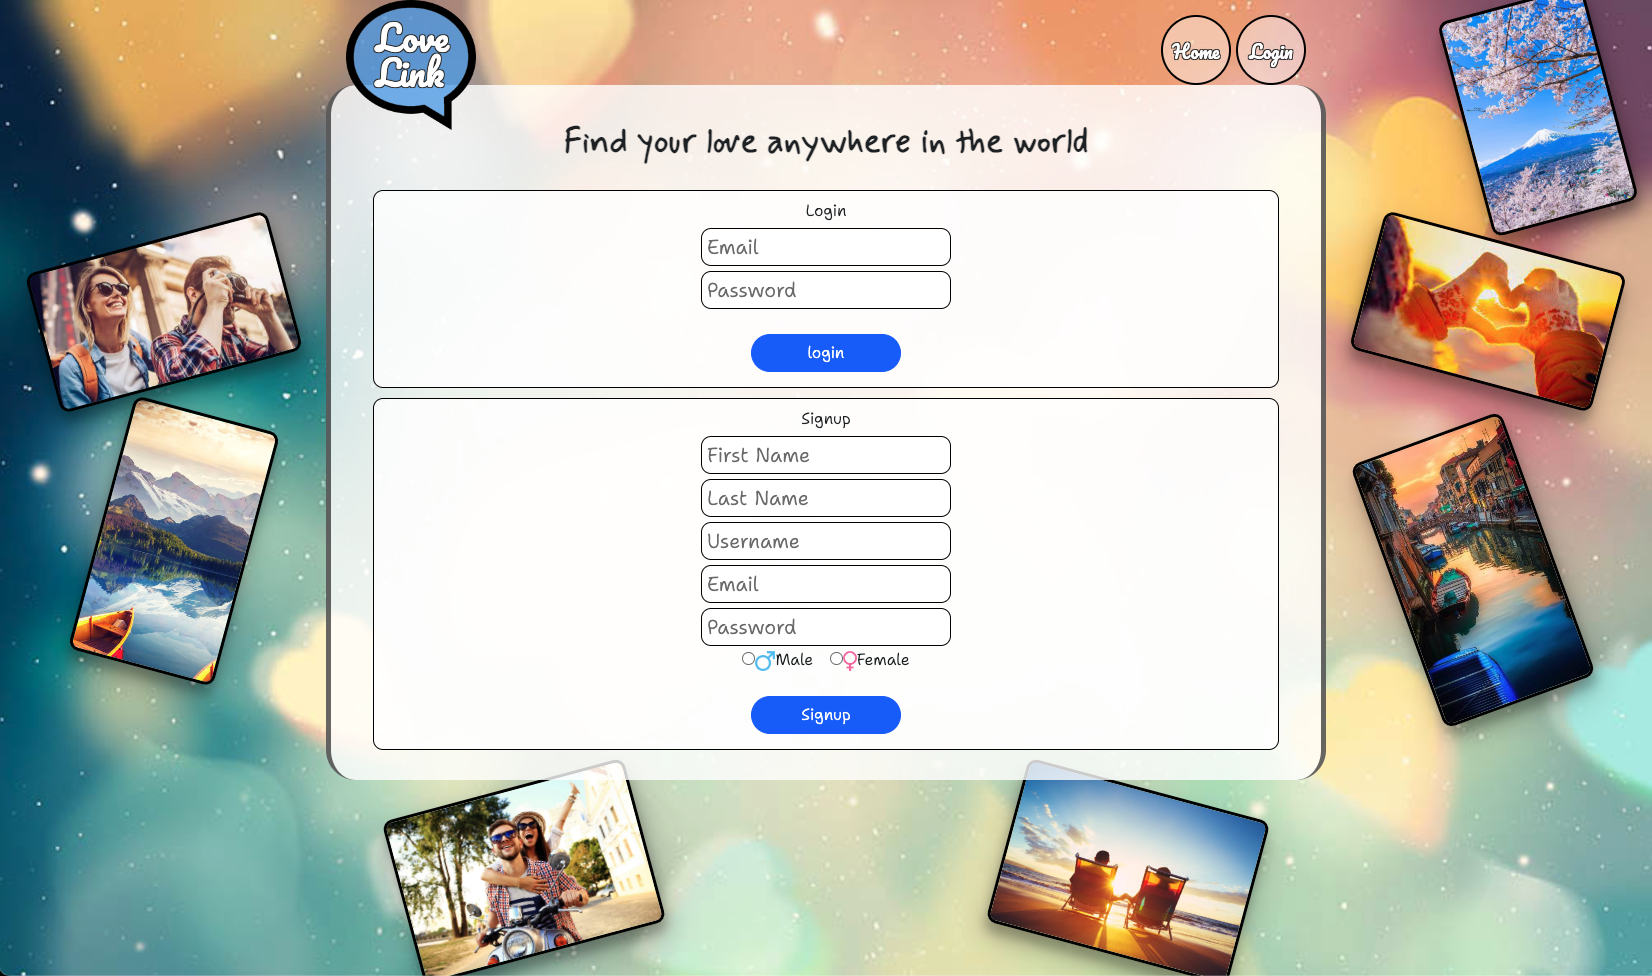 Love
Link
Home
Login
Find your love anywhere in the world
Login
Email
Password
login
Signup
First Name
Last Name
Username
Email
Password
Male Female
Signup